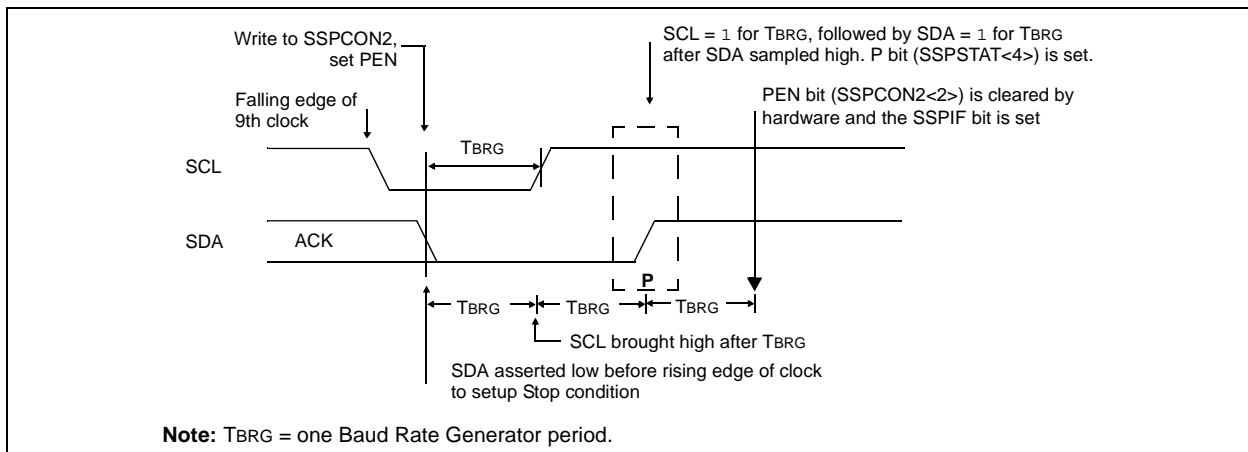 Write to SSPCON2,
set PEN
SCL = 1 for TBRG, followed by SDA = 1 for TBRG
after SDA sampled high. P bit (SSPSTAT<4>) is set.
Falling edge of
9th clock
PEN bit (SSPCON2<2>) is cleared by
hardware and the SSPIF bit is set
TBRG
SCL
SDA
ACK
P
TBRG
TBRG
TBRG
SCL brought high after TBRG
SDA asserted low before rising edge of clock
to setup Stop condition
Note: TBRG = one Baud Rate Generator period.